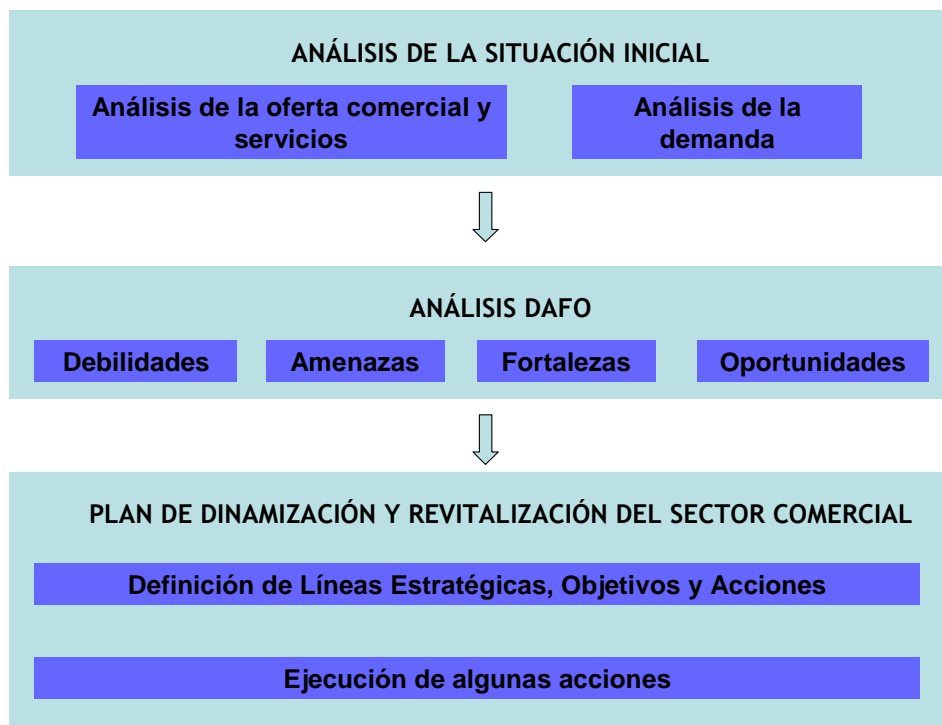 ANÁLISIS DE LA SITUACIÓN INICIAL
Análisis de la oferta comercial y
servicios
Análisis de la
demanda
ANÁLISIS DAFO
Debilidades
Amenazas
Fortalezas
Oportunidades
PLAN DE DINAMIZACIÓN Y REVITALIZACIÓN DEL SECTOR COMERCIAL
Definición de Líneas Estratégicas, Objetivos y Acciones
Ejecución de algunas acciones